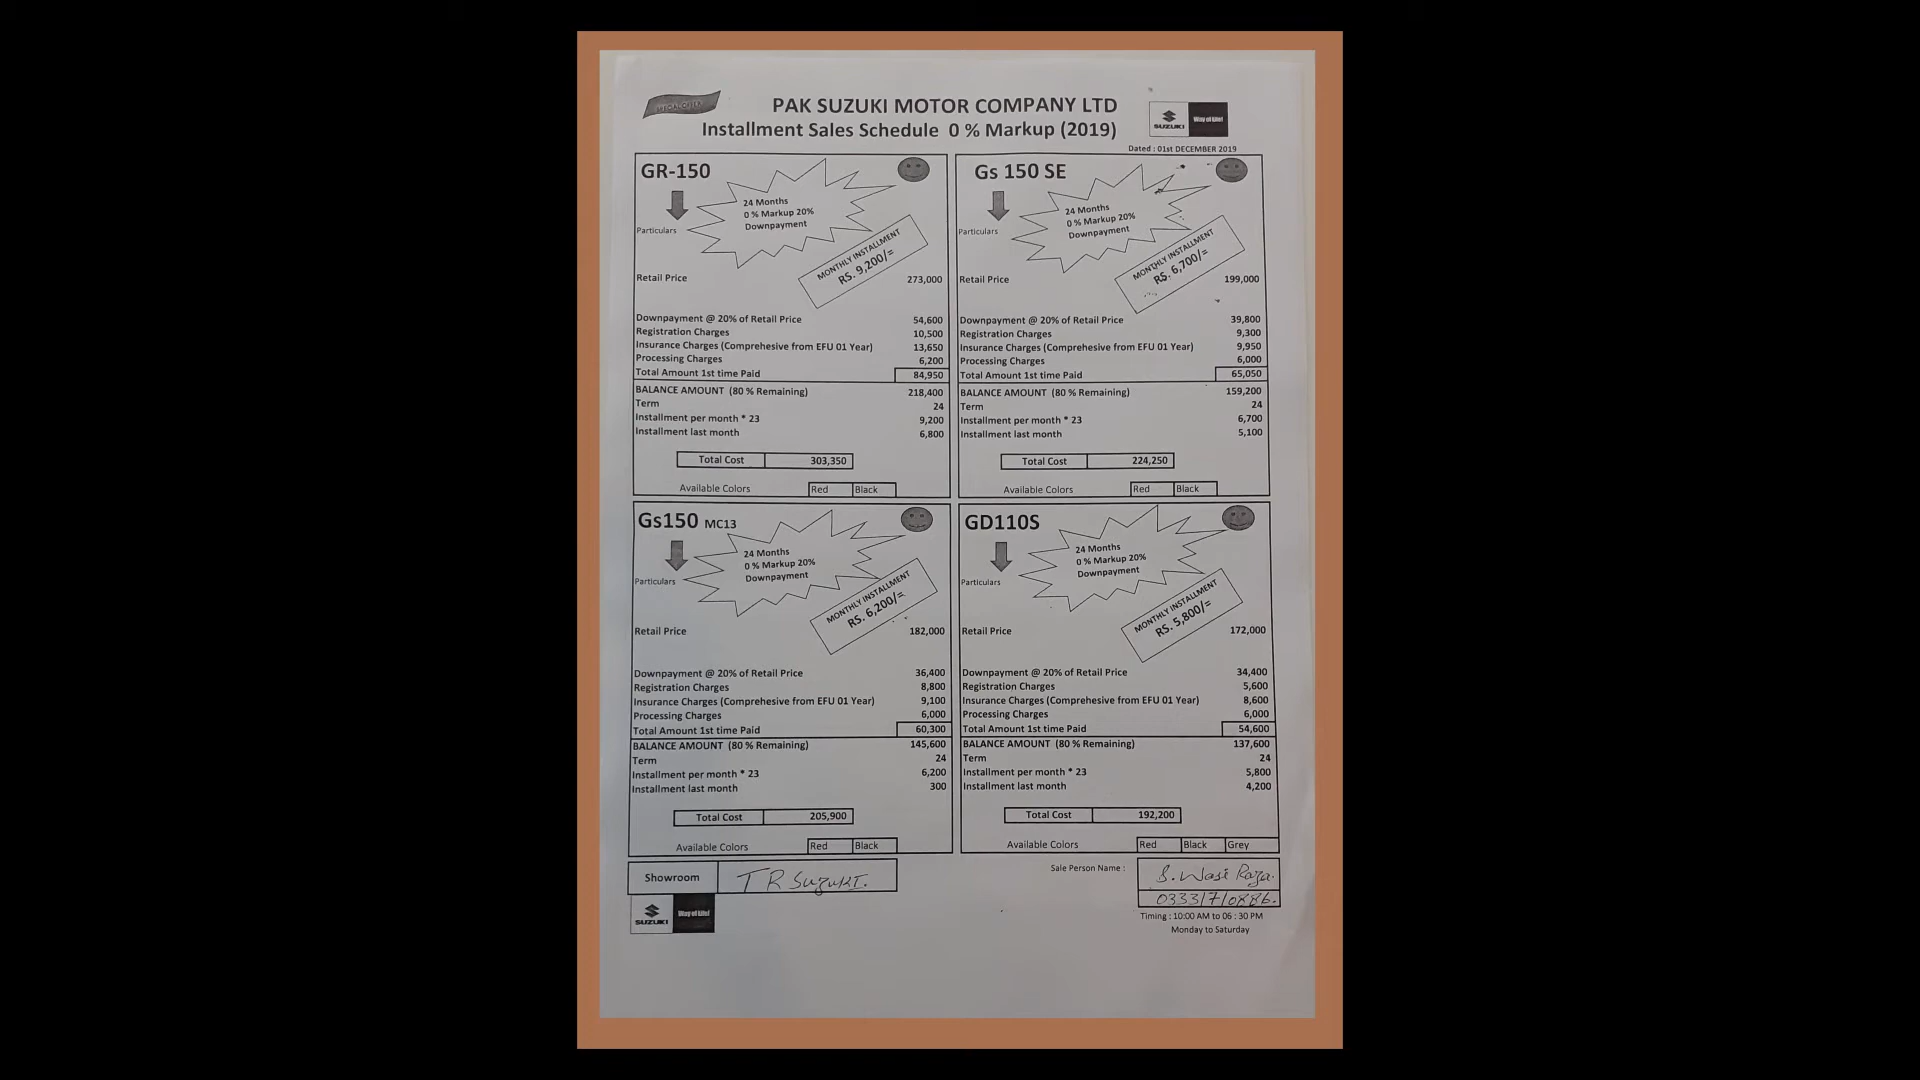 MEGA OFFER
PAK SUZUKI MOTOR COMPANY LTD
Installment Sales Schedule 0 % Markup (2019)
SUZUKI
Way of Life!
Dated : 01st DECEMBER 2019
GR-150
24 Months
0 % Markup 20%
Downpayment
Particulars
MONTHLY INSTALLMENT
RS. 9,200/=
Retail Price 273,000
Downpayment @ 20% of Retail Price 54,600
Registration Charges 10,500
Insurance Charges (Comprehesive from EFU 01 Year) 13,650
Processing Charges 6,200
Total Amount 1st time Paid 84,950
BALANCE AMOUNT (80 % Remaining) 218,400
Term 24
Installment per month * 23 9,200
Installment last month 6,800
Total Cost 303,350
Available Colors Red Black
Gs 150 SE
24 Months
0 % Markup 20%
Downpayment
Particulars
MONTHLY INSTALLMENT
RS. 6,700/=
Retail Price 199,000
Downpayment @ 20% of Retail Price 39,800
Registration Charges 9,300
Insurance Charges (Comprehesive from EFU 01 Year) 9,950
Processing Charges 6,000
Total Amount 1st time Paid 65,050
BALANCE AMOUNT (80 % Remaining) 159,200
Term 24
Installment per month * 23 6,700
Installment last month 5,100
Total Cost 224,250
Available Colors Red Black
Gs150 MC13
24 Months
0 % Markup 20%
Downpayment
Particulars
MONTHLY INSTALLMENT
RS. 6,200/=
Retail Price 182,000
Downpayment @ 20% of Retail Price 36,400
Registration Charges 8,800
Insurance Charges (Comprehesive from EFU 01 Year) 9,100
Processing Charges 6,000
Total Amount 1st time Paid 60,300
BALANCE AMOUNT (80 % Remaining) 145,600
Term 24
Installment per month * 23 6,200
Installment last month 300
Total Cost 205,900
Available Colors Red Black
GD110S
24 Months
0 % Markup 20%
Downpayment
Particulars
MONTHLY INSTALLMENT
RS. 5,800/=
Retail Price 172,000
Downpayment @ 20% of Retail Price 34,400
Registration Charges 5,600
Insurance Charges (Comprehesive from EFU 01 Year) 8,600
Processing Charges 6,000
Total Amount 1st time Paid 54,600
BALANCE AMOUNT (80 % Remaining) 137,600
Term 24
Installment per month * 23 5,800
Installment last month 4,200
Total Cost 192,200
Available Colors Red Black Grey
Showroom T R SUZUKI.
Sale Person Name : S. Wasi Raza.
03331710886.
SUZUKI
Way of Life!
Timing : 10:00 AM to 06 : 30 PM
Monday to Saturday